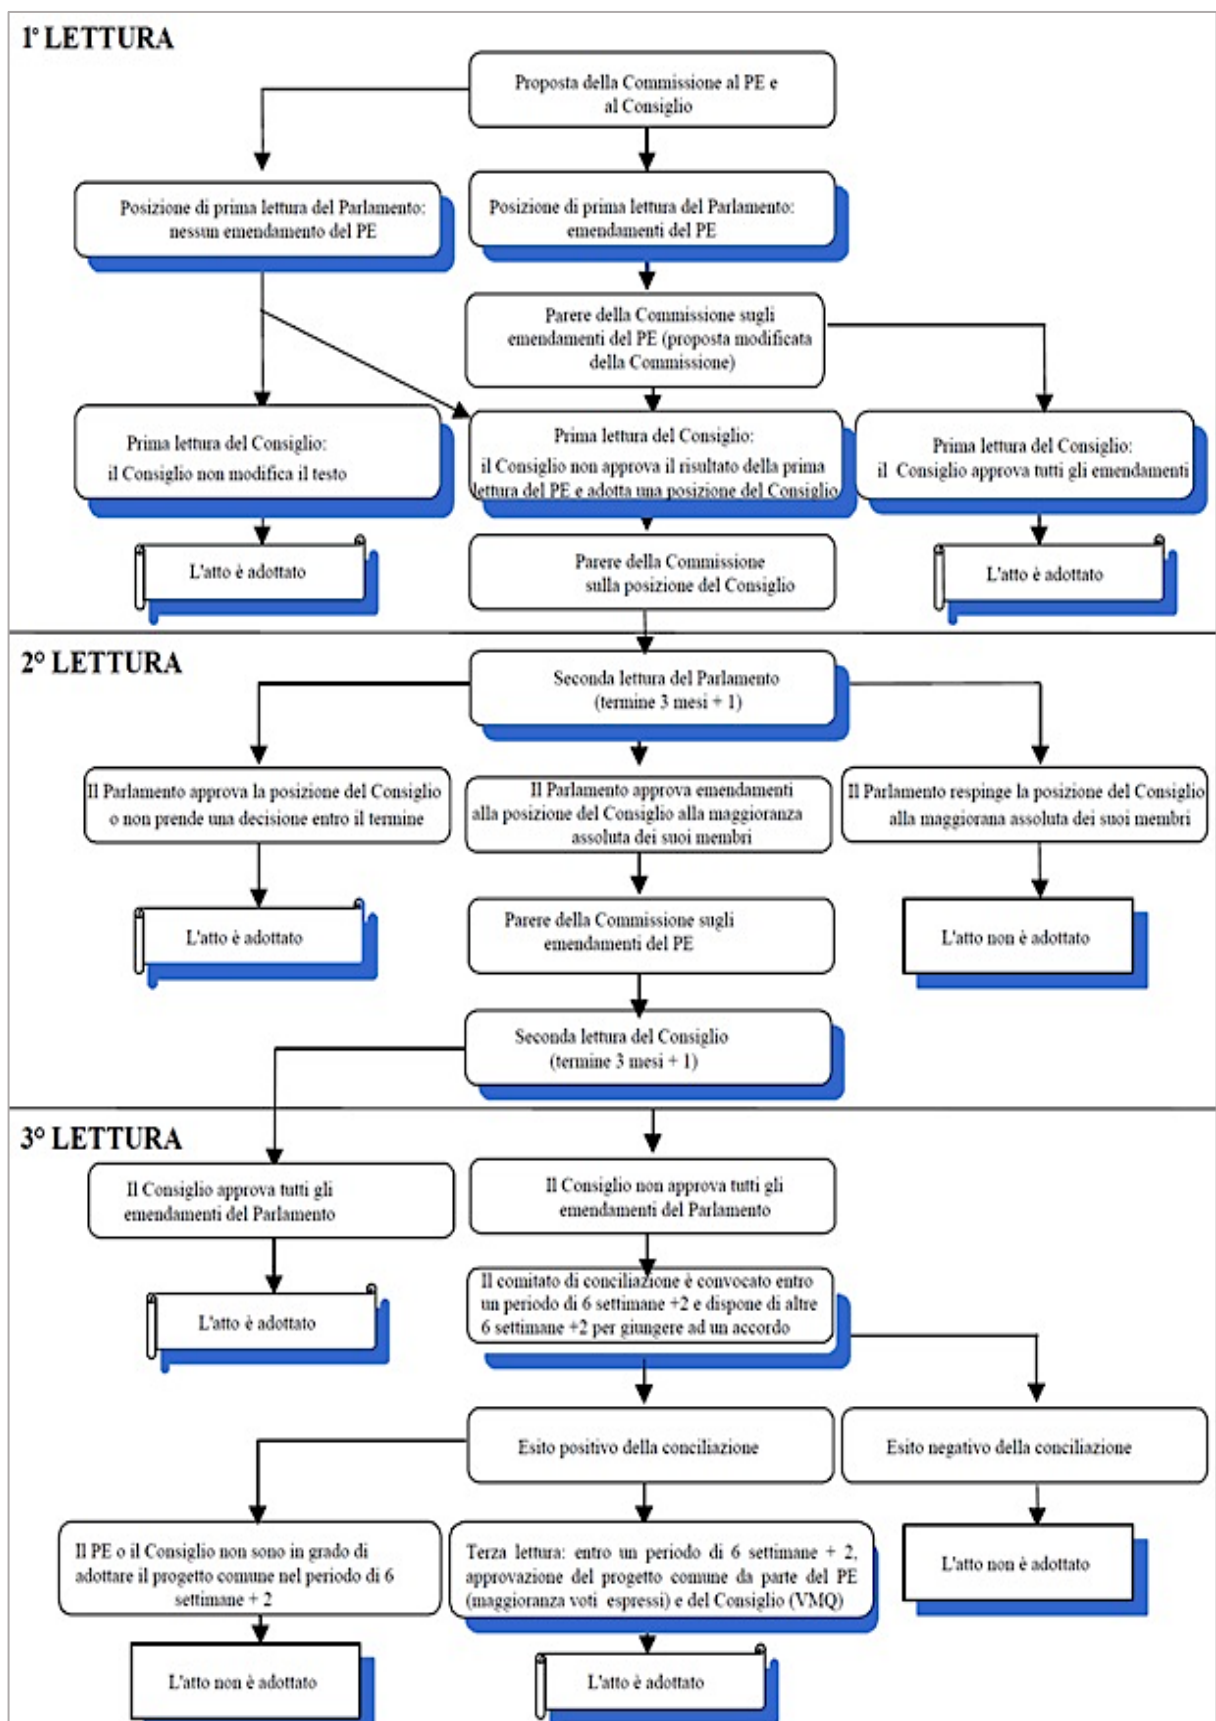 1° LETTURA
Proposta della Commissione al PE e
al Consiglio
Posizione di prima lettura del Parlamento:
nessun emendamento del PE
Posizione di prima lettura del Parlamento:
emendamenti del PE
Parere della Commissione sugli
emendamenti del PE (proposta modificata
della Commissione)
Prima lettura del Consiglio:
il Consiglio non modifica il testo
Prima lettura del Consiglio:
il Consiglio non approva il risultato della prima
lettura del PE e adotta una posizione del Consiglio
Prima lettura del Consiglio:
il Consiglio approva tutti gli emendamenti
L'atto è adottato
Parere della Commissione
sulla posizione del Consiglio
L'atto è adottato
2° LETTURA
Seconda lettura del Parlamento
(termine 3 mesi + 1)
Il Parlamento approva la posizione del Consiglio
o non prende una decisione entro il termine
Il Parlamento approva emendamenti
alla posizione del Consiglio alla maggioranza
assoluta dei suoi membri
Il Parlamento respinge la posizione del Consiglio
alla maggiorana assoluta dei suoi membri
L'atto è adottato
Parere della Commissione sugli
emendamenti del PE
L'atto non è adottato
Seconda lettura del Consiglio
(termine 3 mesi + 1)
3° LETTURA
Il Consiglio approva tutti gli
emendamenti del Parlamento
Il Consiglio non approva tutti gli
emendamenti del Parlamento
L'atto è adottato
Il comitato di conciliazione è convocato entro
un periodo di 6 settimane +2 e dispone di altre
6 settimane +2 per giungere ad un accordo
Esito positivo della conciliazione
Esito negativo della conciliazione
Il PE o il Consiglio non sono in grado di
adottare il progetto comune nel periodo di 6
settimane + 2
Terza lettura: entro un periodo di 6 settimane + 2,
approvazione del progetto comune da parte del PE
(maggioranza voti espressi) e del Consiglio (VMQ)
L'atto non è adottato
L'atto non è adottato
L'atto è adottato